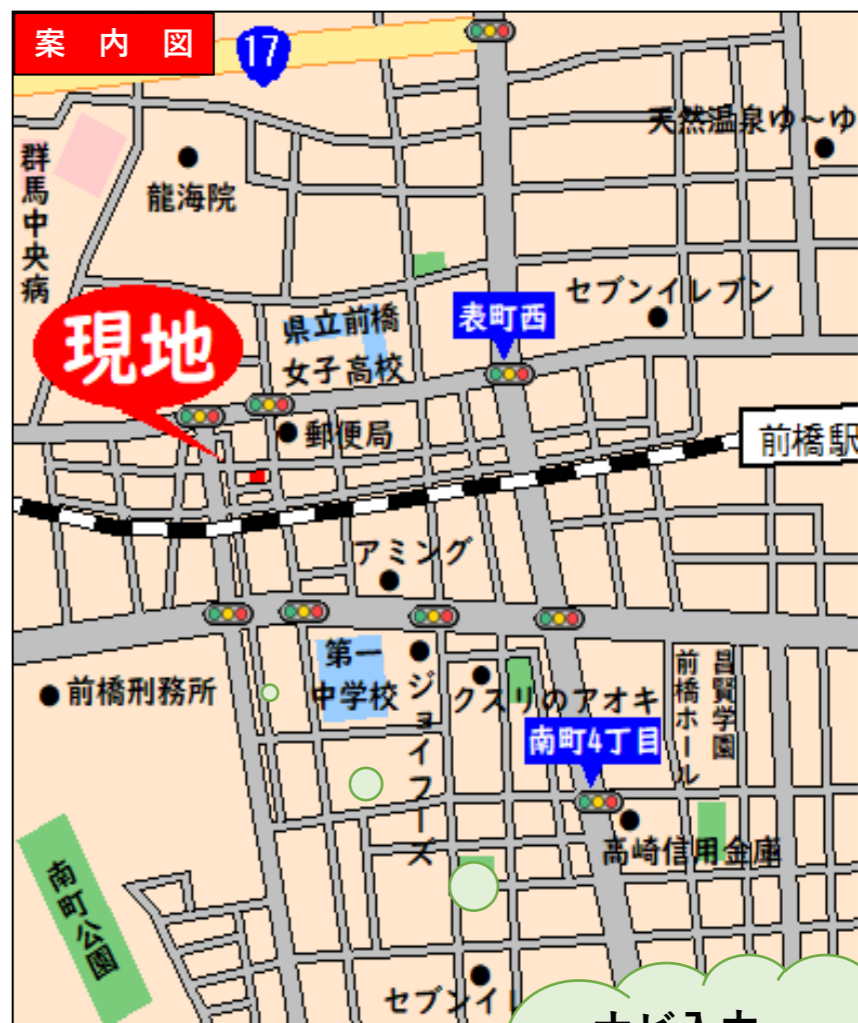 案内図
17
天然温泉ゆ～ゆ
群馬中央病
龍海院
セブンイレブン
県立前橋
女子高校
表町西
現地
郵便局
前橋駅
アミング
第一
中学校
前橋刑務所
ジョイフーズ
クスリのアオキ
昌賢学園
前橋ホール
南町4丁目
高崎信用金庫
南町公園
セブンイレ
ナビ入力